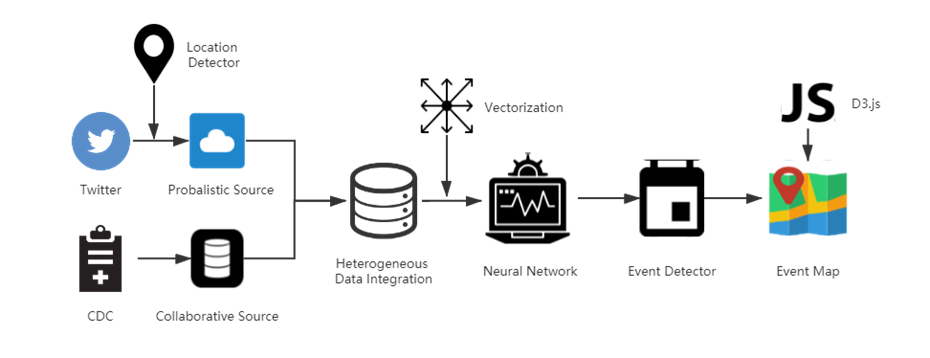 Location
Detector
Vectorization
JS D3.js
Twitter
Probalistic Source
Heterogeneous
Data Integration
Neural Network
Event Detector
Event Map
CDC
Collaborative Source